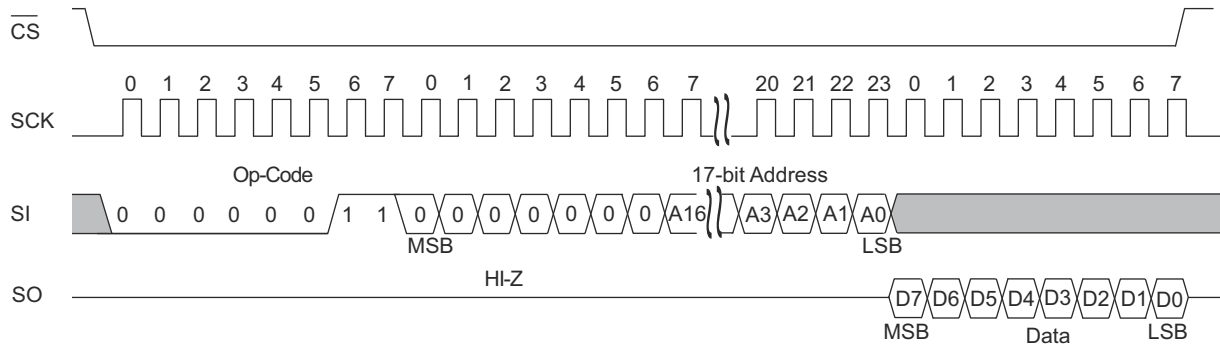 CS
0 1 2 3 4 5 6 7 0 1 2 3 4 5 6 7 20 21 22 23 0 1 2 3 4 5 6 7
SCK
Op-Code 17-bit Address
SI 0 0 0 0 0 0 1 1 0 0 0 0 0 0 0 A16 A3 A2 A1 A0
MSB LSB
HI-Z
SO D7 D6 D5 D4 D3 D2 D1 D0
MSB Data LSB